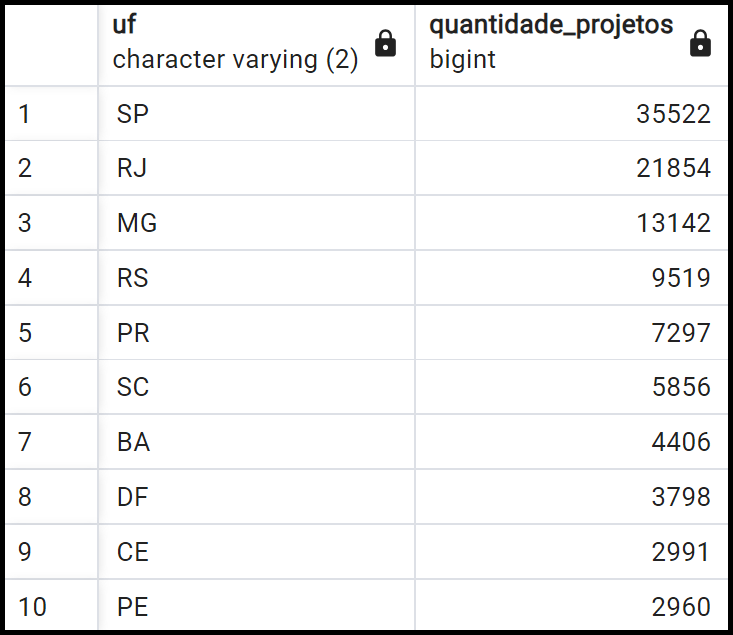 uf quantidade_projetos
character varying (2) bigint
1 SP 35522
2 RJ 21854
3 MG 13142
4 RS 9519
5 PR 7297
6 SC 5856
7 BA 4406
8 DF 3798
9 CE 2991
10 PE 2960